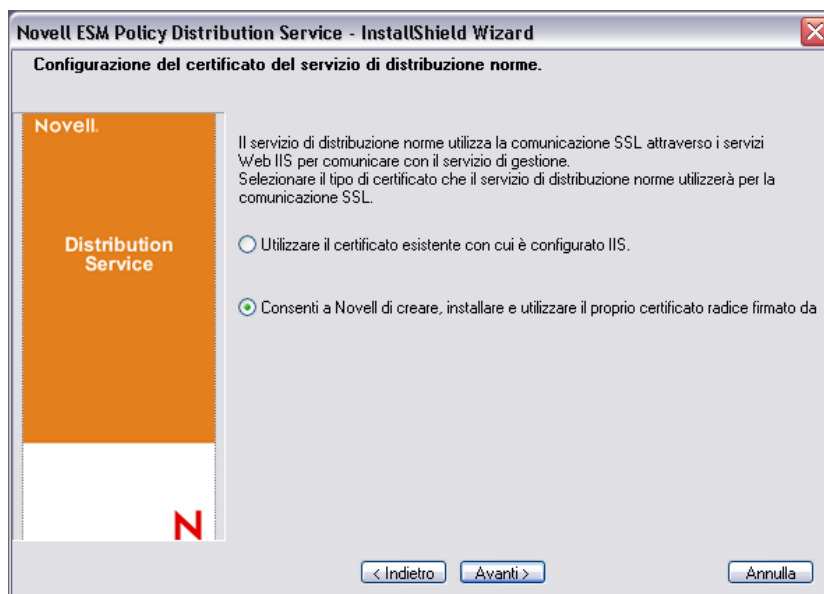 Novell ESM Policy Distribution Service - InstallShield Wizard
Configurazione del certificato del servizio di distribuzione norme.
Novell.
Distribution
Service
N
Il servizio di distribuzione norme utilizza la comunicazione SSL attraverso i servizi
Web IIS per comunicare con il servizio di gestione.
Selezionare il tipo di certificato che il servizio di distribuzione norme utilizzerà per la
comunicazione SSL.
Utilizzare il certificato esistente con cui è configurato IIS.
Consenti a Novell di creare, installare e utilizzare il proprio certificato radice firmato da
< Indietro
Avanti >
Annulla